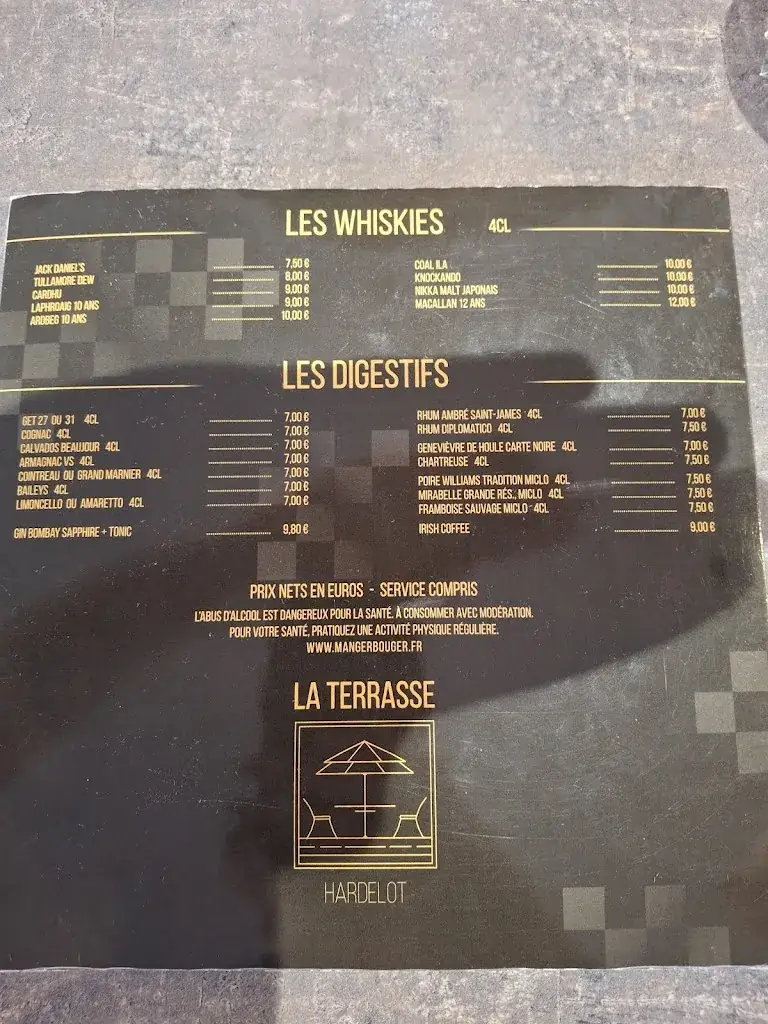 LES WHISKIES 4CL
JACK DANIEL'S 7,50 €
TULLAMORE DEW 8,00 €
CARDHU 9,00 €
LAPHROAIG 10 ANS 9,00 €
ARDBEG 10 ANS 10,00 €
COAL ILA 10,00 €
KNOCKANDO 10,00 €
NIKKA MALT JAPONAIS 10,00 €
MACALLAN 12 ANS 12,00 €
LES DIGESTIFS
GET 27 OU 31 4CL 7,00 €
COGNAC 4CL 7,00 €
CALVADOS BEAUJOUR 4CL 7,00 €
ARMAGNAC VS 4CL 7,00 €
COINTREAU OU GRAND MARNIER 4CL 7,00 €
BAILEYS 4CL 7,00 €
LIMONCELLO OU AMARETTO 4CL 7,00 €
GIN BOMBAY SAPPHIRE + TONIC 9,80 €
RHUM AMBRÉ SAINT-JAMES 4CL 7,00 €
RHUM DIPLOMATICO 4CL 7,50 €
GENEVIÈVRE DE HOULE CARTE NOIRE 4CL 7,00 €
CHARTREUSE 4CL 7,50 €
POIRE WILLIAMS TRADITION MICLO 4CL 7,50 €
MIRABELLE GRANDE RÉS., MICLO 4CL 7,50 €
FRAMBOISE SAUVAGE MICLO 4CL 7,50 €
IRISH COFFEE 9,00 €
PRIX NETS EN EUROS - SERVICE COMPRIS
L'ABUS D'ALCOOL EST DANGEREUX POUR LA SANTÉ. À CONSOMMER AVEC MODÉRATION.
POUR VOTRE SANTÉ, PRATIQUEZ UNE ACTIVITÉ PHYSIQUE RÉGULIÈRE.
WWW.MANGERBOUGER.FR
LA TERRASSE
HARDELOT